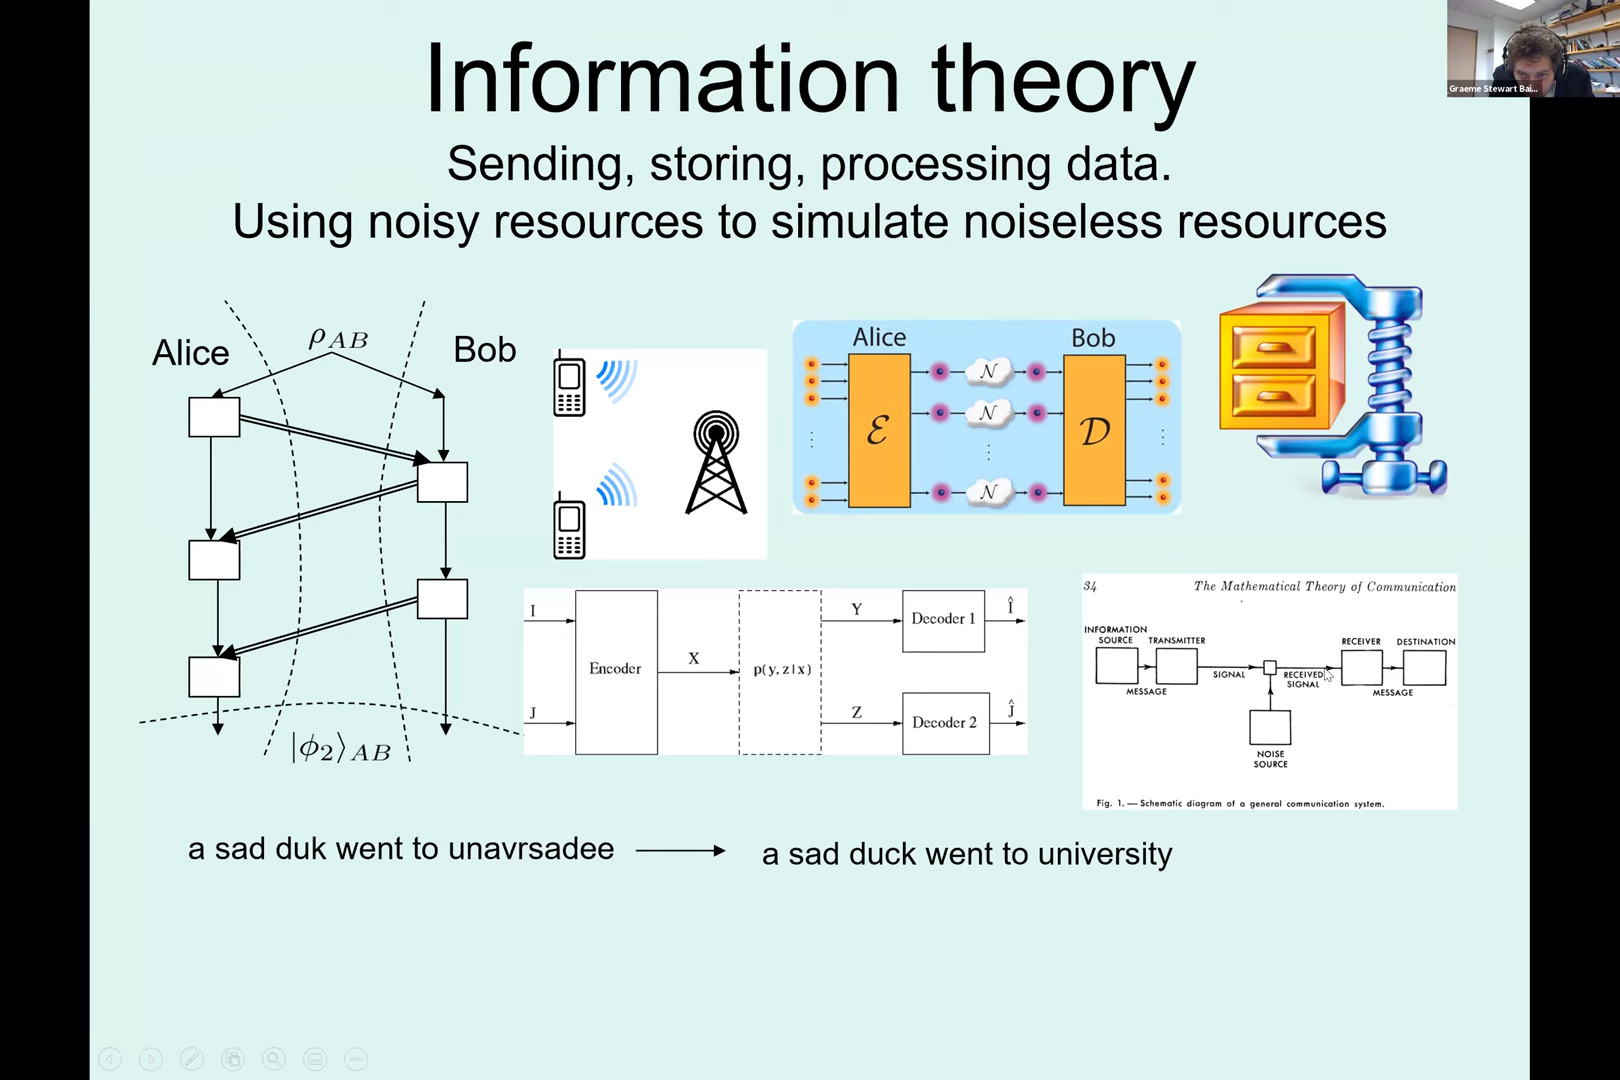 Information theory
Sending, storing, processing data.
Using noisy resources to simulate noiseless resources
Graeme Stewart Bai...
Alice
ρAB
Bob
|ϕ2⟩AB
Alice
Bob
ℰ
N
N
N
𝒟
I
J
Encoder
X
p(y,z|x)
Y
Z
Decoder 1
Decoder 2
Î
Ĵ
34 The Mathematical Theory of Communication
INFORMATION
SOURCE TRANSMITTER
RECEIVER DESTINATION
SIGNAL
RECEIVED
SIGNAL
MESSAGE
MESSAGE
NOISE
SOURCE
Fig. 1. — Schematic diagram of a general communication system.
a sad duk went to unavrsadee
a sad duck went to university